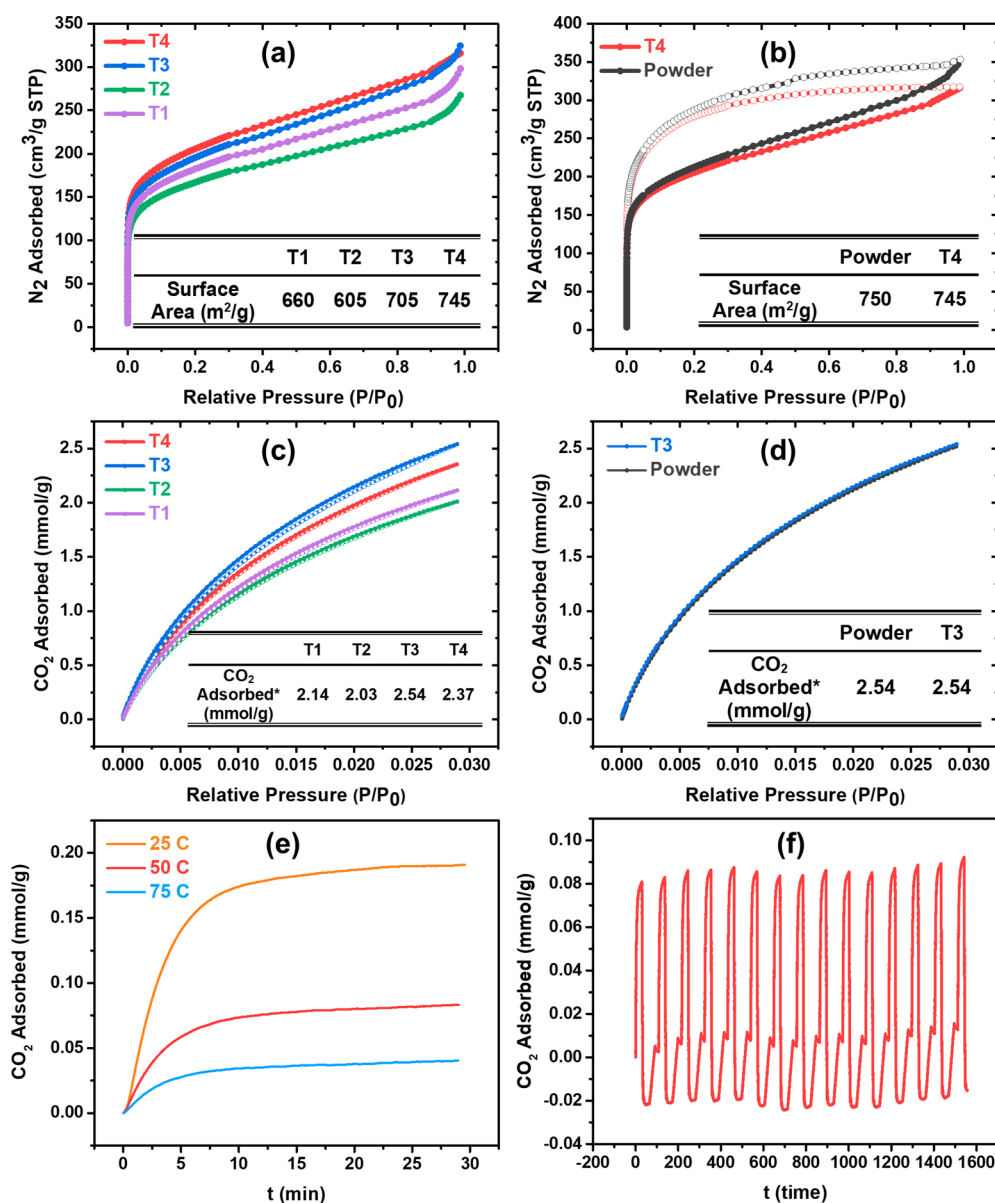 (a)
T4
T3
T2
T1
N2 Adsorbed (cm3/g STP)
350
300
250
200
150
100
50
0
T1 T2 T3 T4
Surface Area (m2/g) 660 605 705 745
0.0 0.2 0.4 0.6 0.8 1.0
Relative Pressure (P/P0)
(b)
T4
Powder
N2 Adsorbed (cm3/g STP)
400
350
300
250
200
150
100
50
0
Powder T4
Surface Area (m2/g) 750 745
0.0 0.2 0.4 0.6 0.8 1.0
Relative Pressure (P/P0)
(c)
T4
T3
T2
T1
CO2 Adsorbed (mmol/g)
2.5
2.0
1.5
1.0
0.5
0.0
T1 T2 T3 T4
CO2 Adsorbed* (mmol/g) 2.14 2.03 2.54 2.37
0.000 0.005 0.010 0.015 0.020 0.025 0.030
Relative Pressure (P/P0)
(d)
T3
Powder
CO2 Adsorbed (mmol/g)
2.5
2.0
1.5
1.0
0.5
0.0
Powder T3
CO2 Adsorbed* (mmol/g) 2.54 2.54
0.000 0.005 0.010 0.015 0.020 0.025 0.030
Relative Pressure (P/P0)
(e)
25 C
50 C
75 C
CO2 Adsorbed (mmol/g)
0.20
0.15
0.10
0.05
0.00
0 5 10 15 20 25 30
t (min)
(f)
CO2 Adsorbed (mmol/g)
0.10
0.08
0.06
0.04
0.02
0.00
-0.02
-0.04
-200 0 200 400 600 800 1000 1200 1400 1600
t (time)